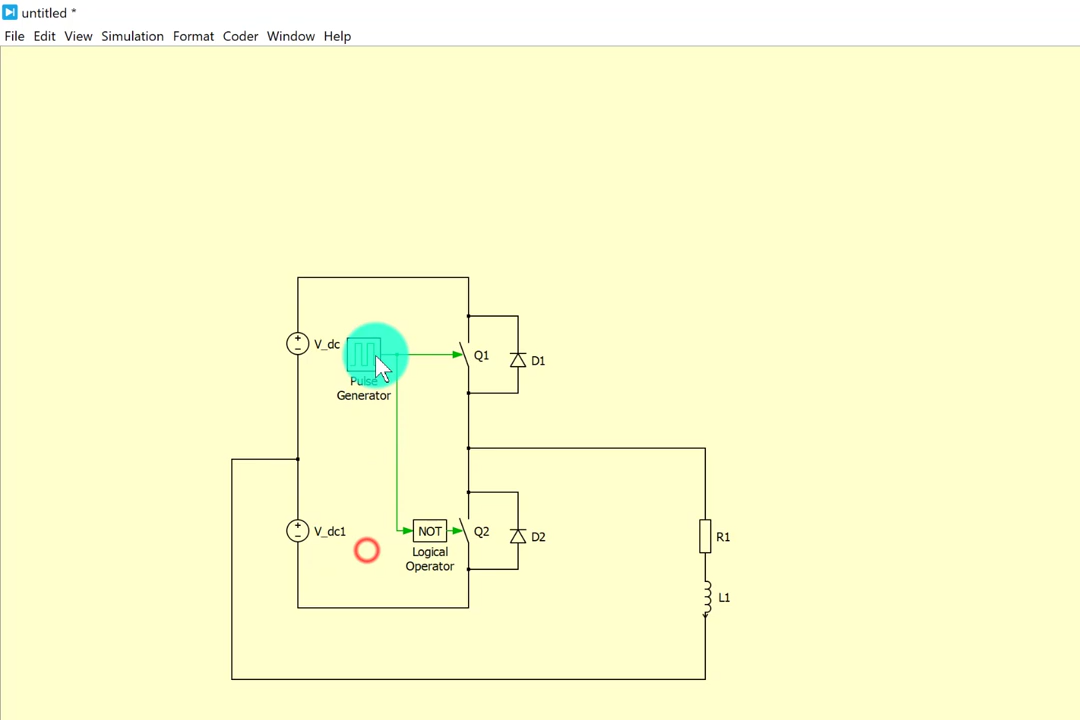 untitled *
File Edit View Simulation Format Coder Window Help
V_dc
Q1
D1
Pulse
Generator
V_dc1
NOT
Q2
D2
Logical
Operator
R1
L1